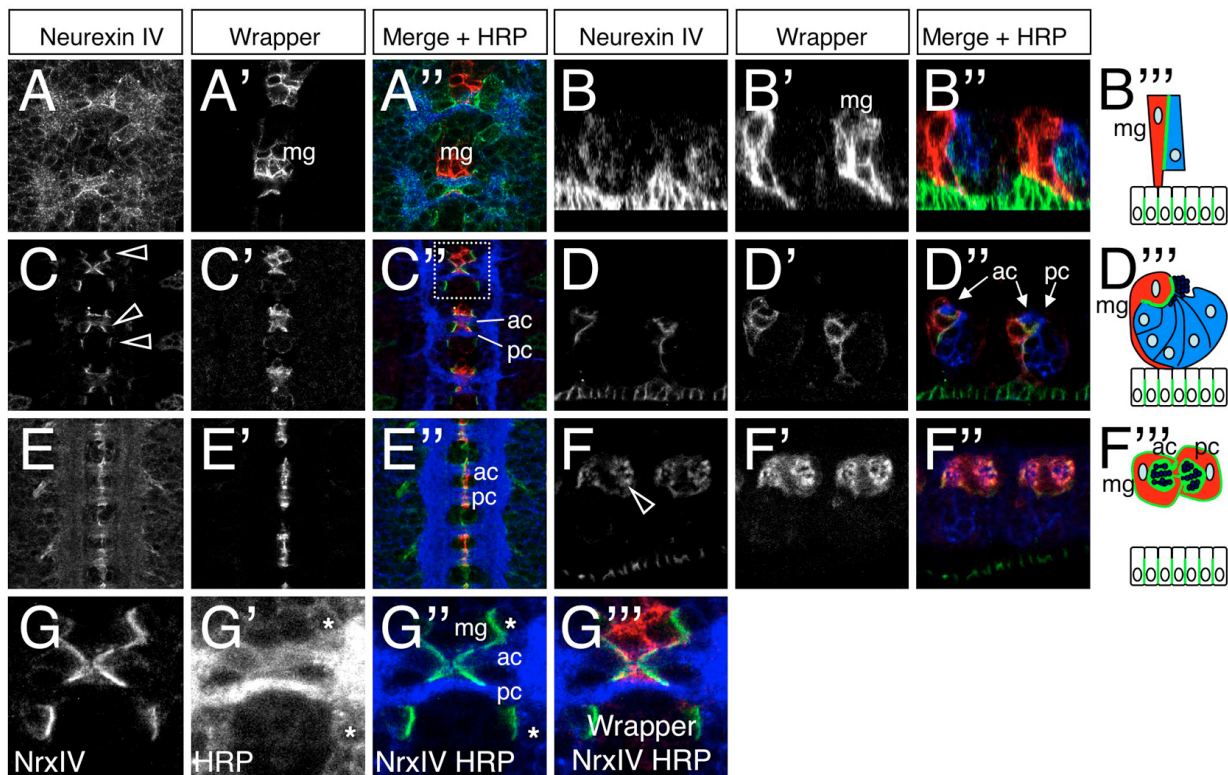 Neurexin IV Wrapper Merge + HRP Neurexin IV Wrapper Merge + HRP
A A' A'' B B' B'' B'''
mg mg mg mg
C C' C'' D D' D'' D'''
ac pc ac pc mg
E E' E'' F F' F'' F'''
ac pc ac pc mg
G G' G'' G'''
* mg *
ac
pc
* *
NrxIV HRP NrxIV HRP Wrapper
NrxIV HRP